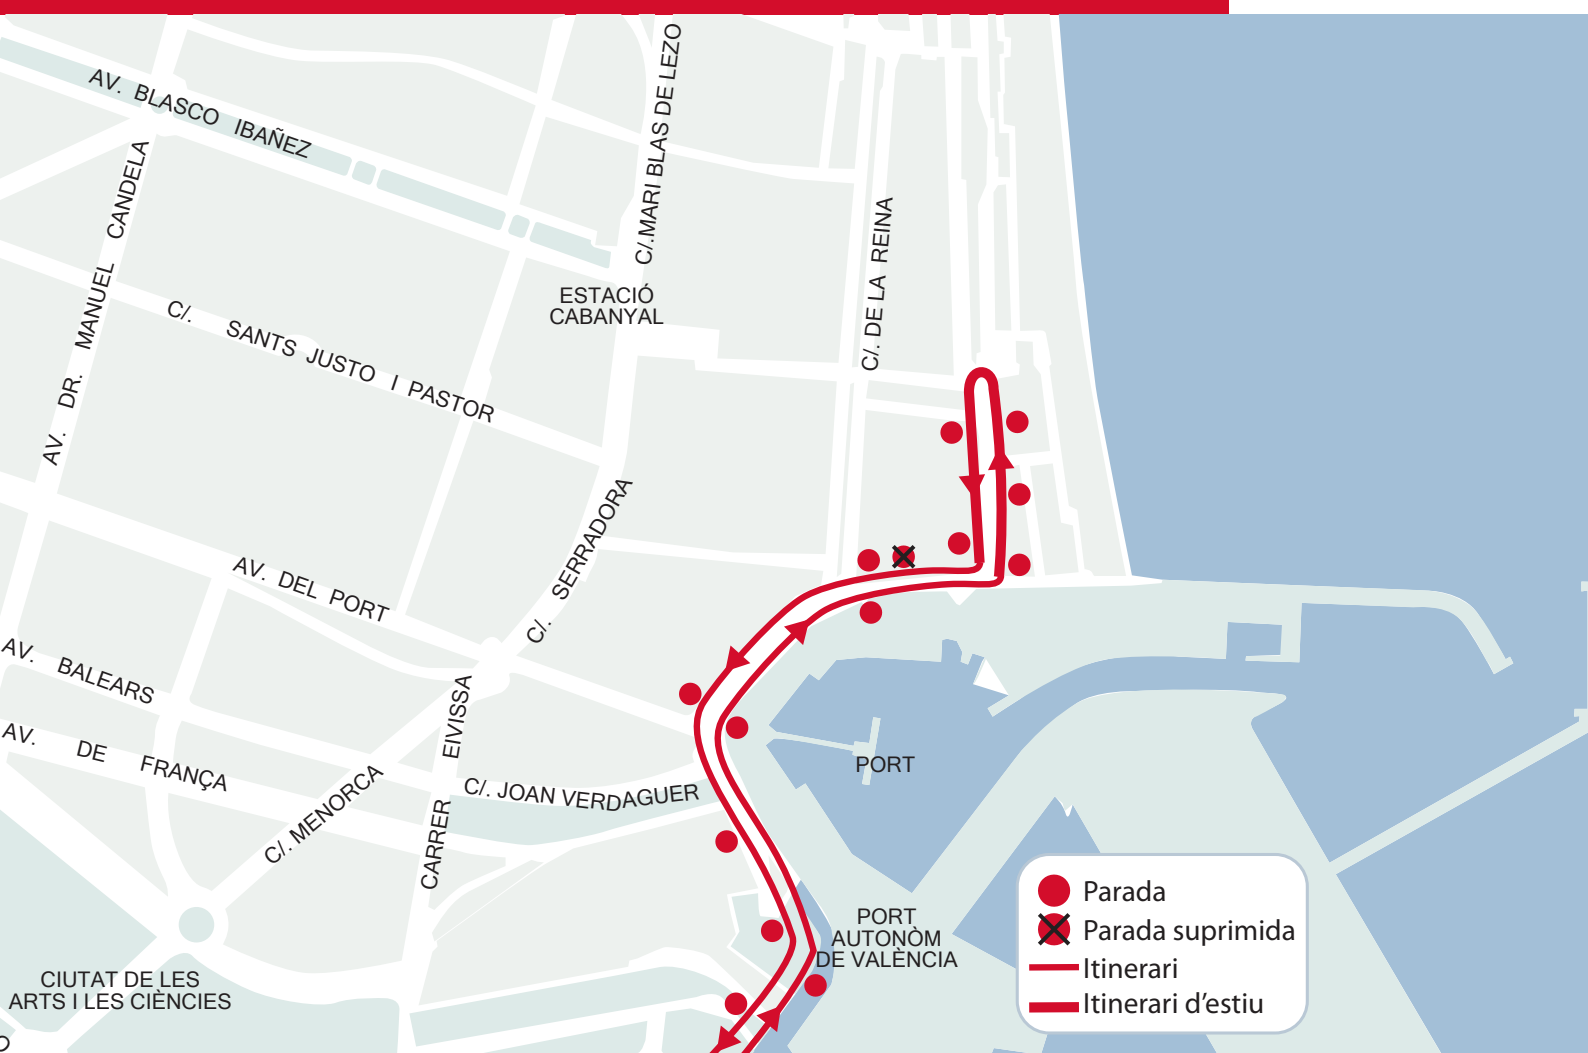 AV. BLASCO IBAÑEZ
C/.MARI BLAS DE LEZO
AV. DR. MANUEL CANDELA
C/. DE LA REINA
ESTACIÓ
CABANYAL
C/. SANTS JUSTO I PASTOR
C/. SERRADORA
AV. DEL PORT
AV. BALEARS
AV. DE FRANÇA
CARRER EIVISSA
C/. MENORCA
C/. JOAN VERDAGUER
PORT
PORT
AUTONÒM
DE VALÈNCIA
CIUTAT DE LES
ARTS I LES CIÈNCIES
Parada
Parada suprimida
Itinerari
Itinerari d'estiu